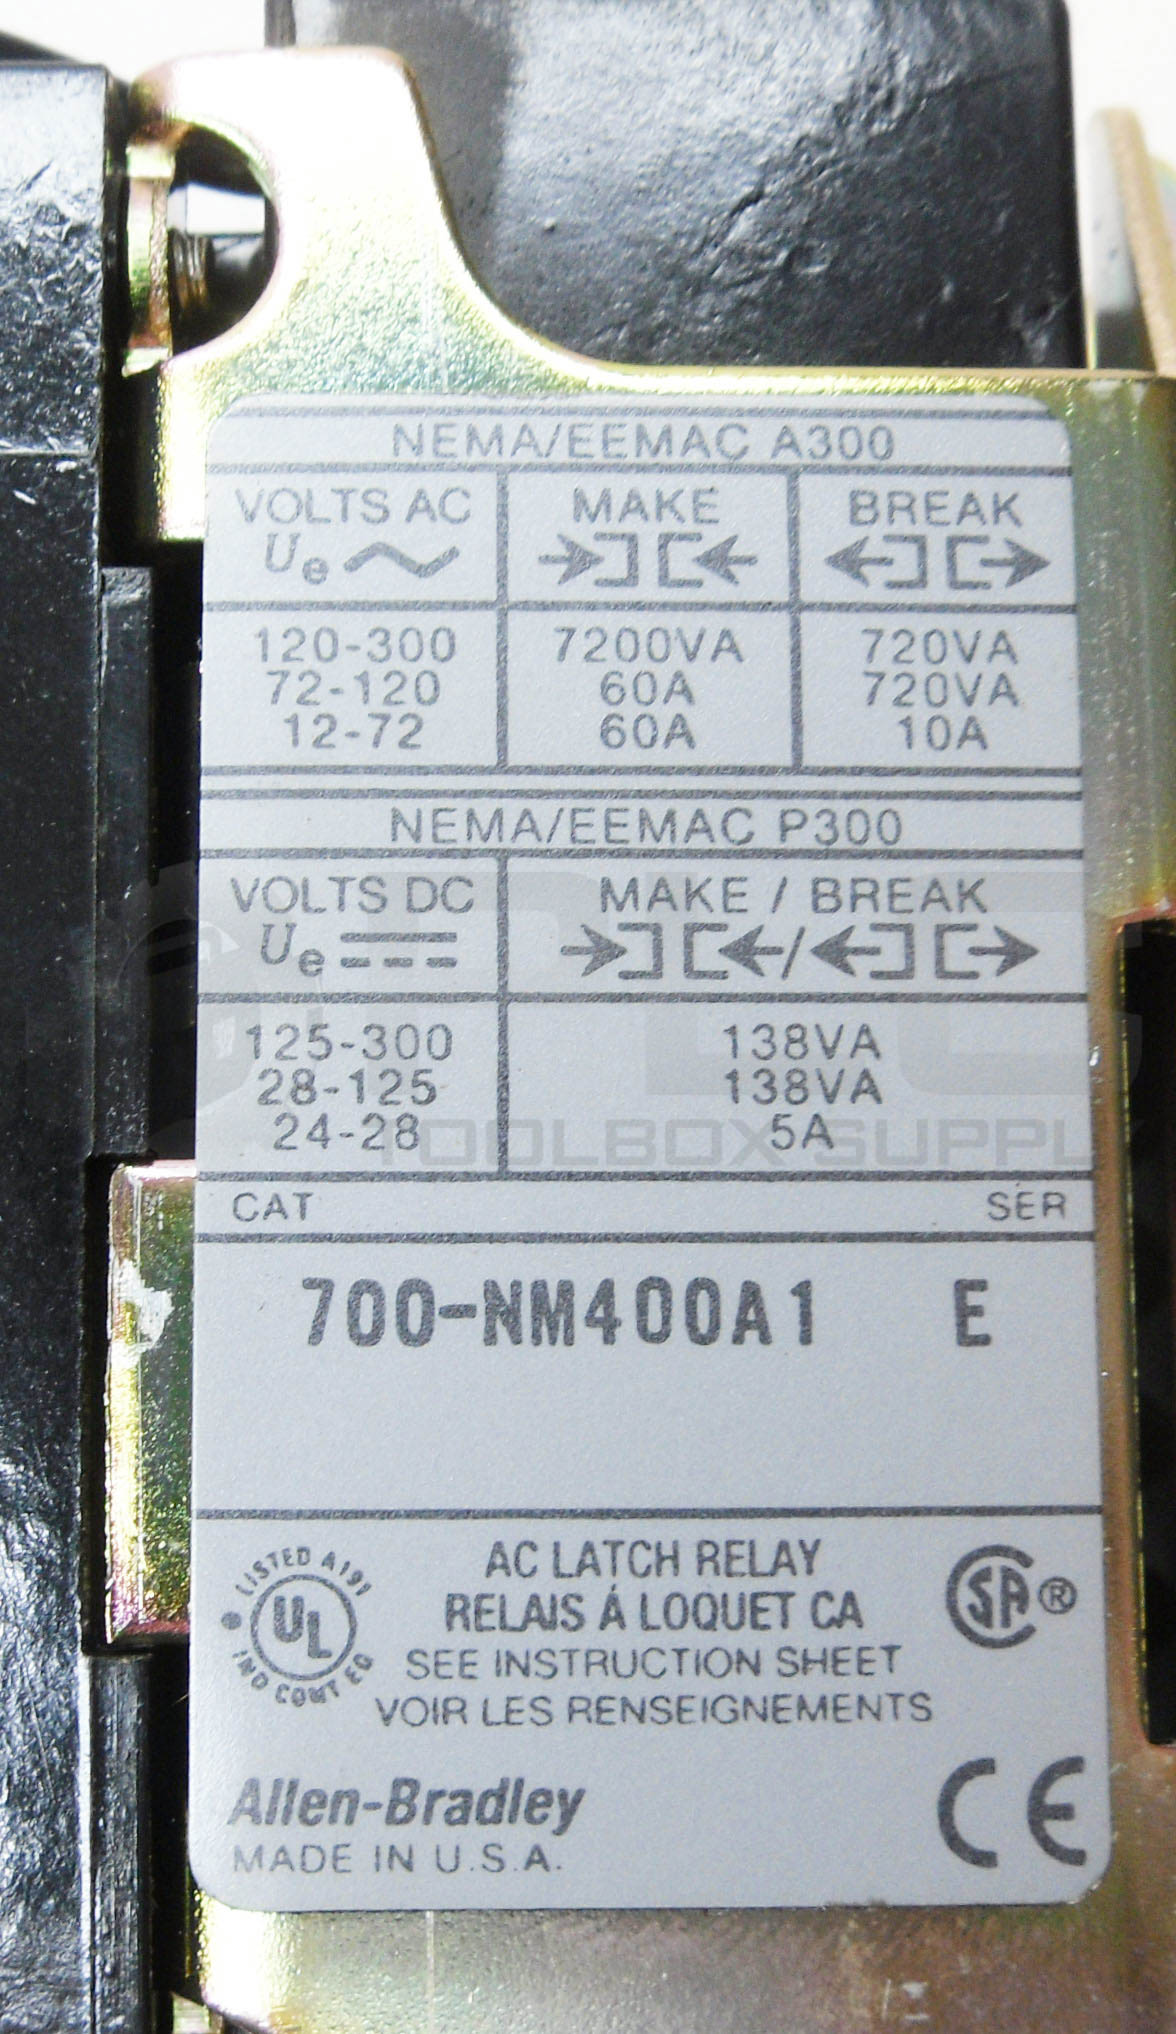 NEMA/EEMAC A300
VOLTS AC MAKE BREAK
Ue
120-300 7200VA 720VA
72-120 60A 720VA
12-72 60A 10A
NEMA/EEMAC P300
VOLTS DC MAKE / BREAK
Ue /
125-300 138VA
28-125 138VA
24-28 5A
TOOLBOX SUPPLY
CAT SER
700-NM400A1 E
LISTED A191
UL
IND CONT EQ
AC LATCH RELAY
RELAIS Á LOQUET CA
SEE INSTRUCTION SHEET
VOIR LES RENSEIGNEMENTS
SA ®
Allen-Bradley
MADE IN U.S.A.
CE